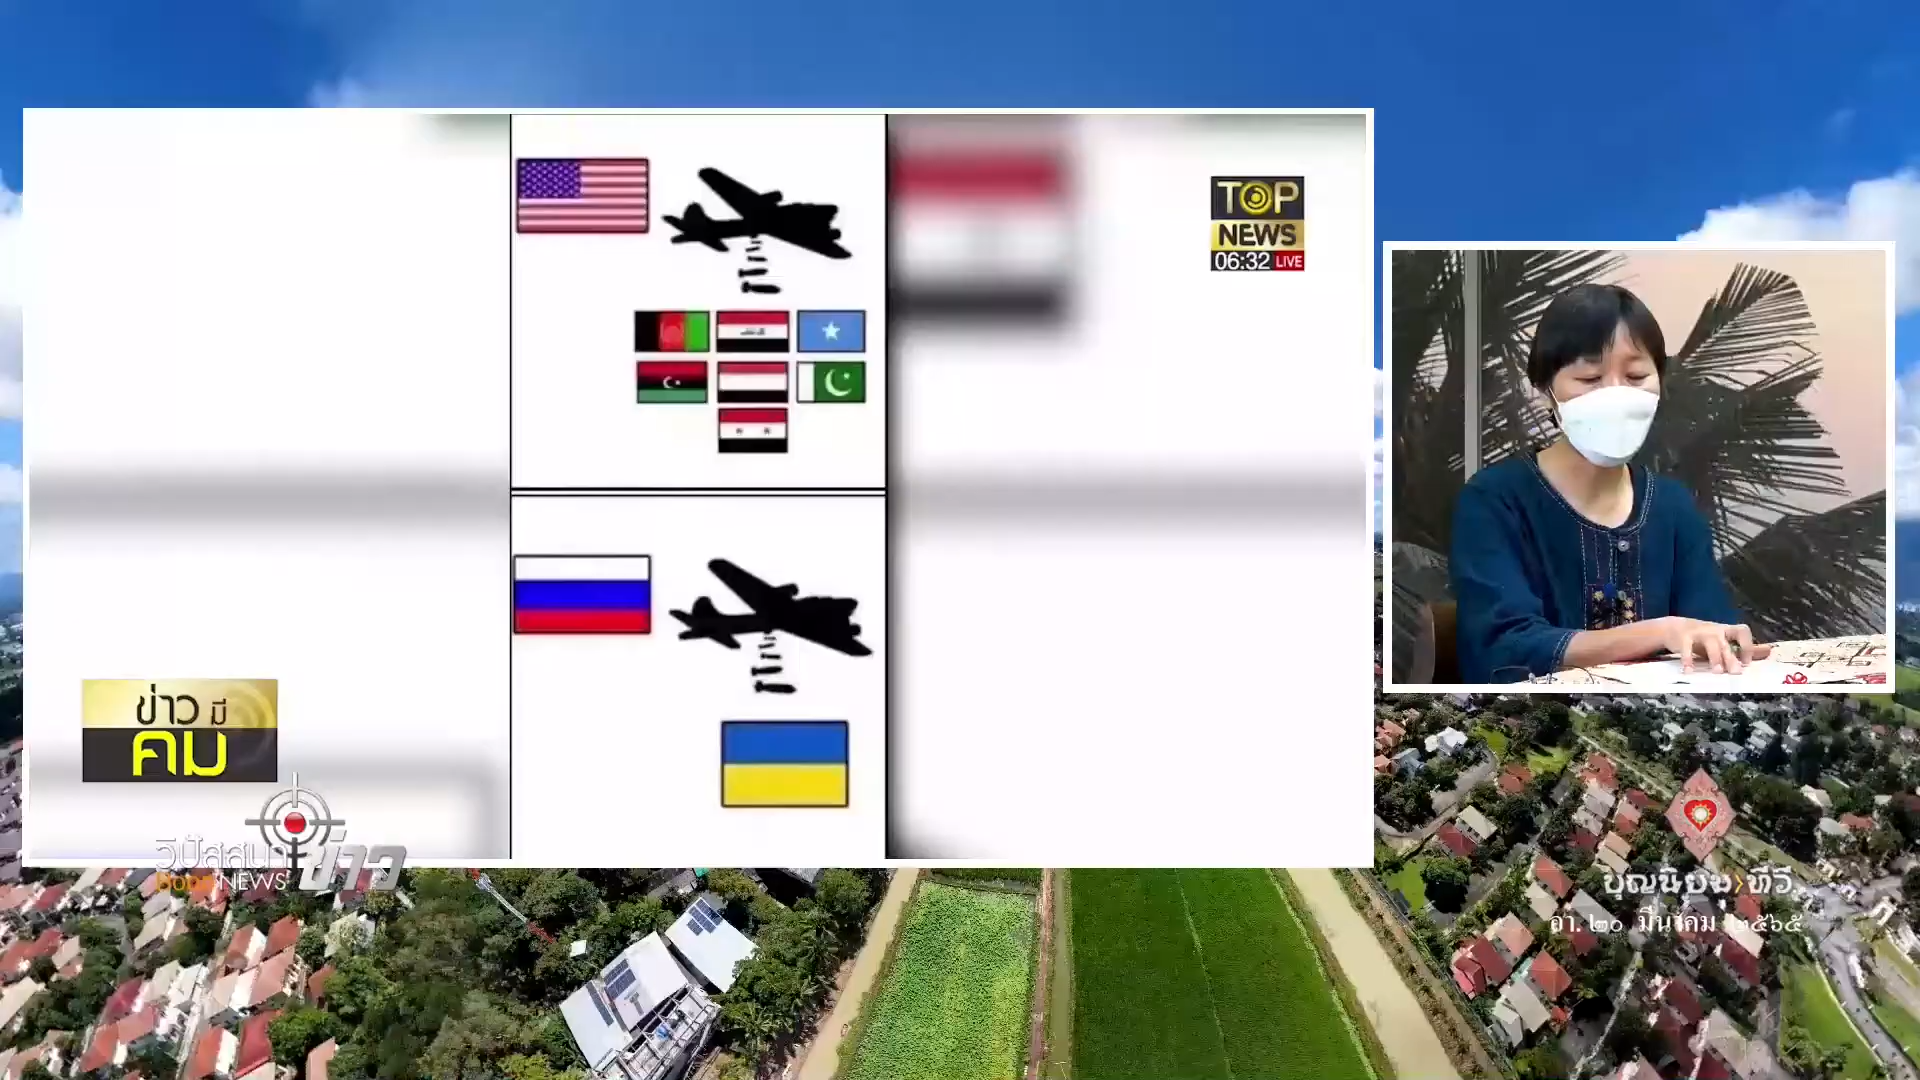 TOP
NEWS
06:32 LIVE
ข่าว มี
คม
วิปัสสนา ข่าว
Boon NEWS
บุญนิยม ทีวี
อา. ๒๐ มีนาคม ๒๕๖๕